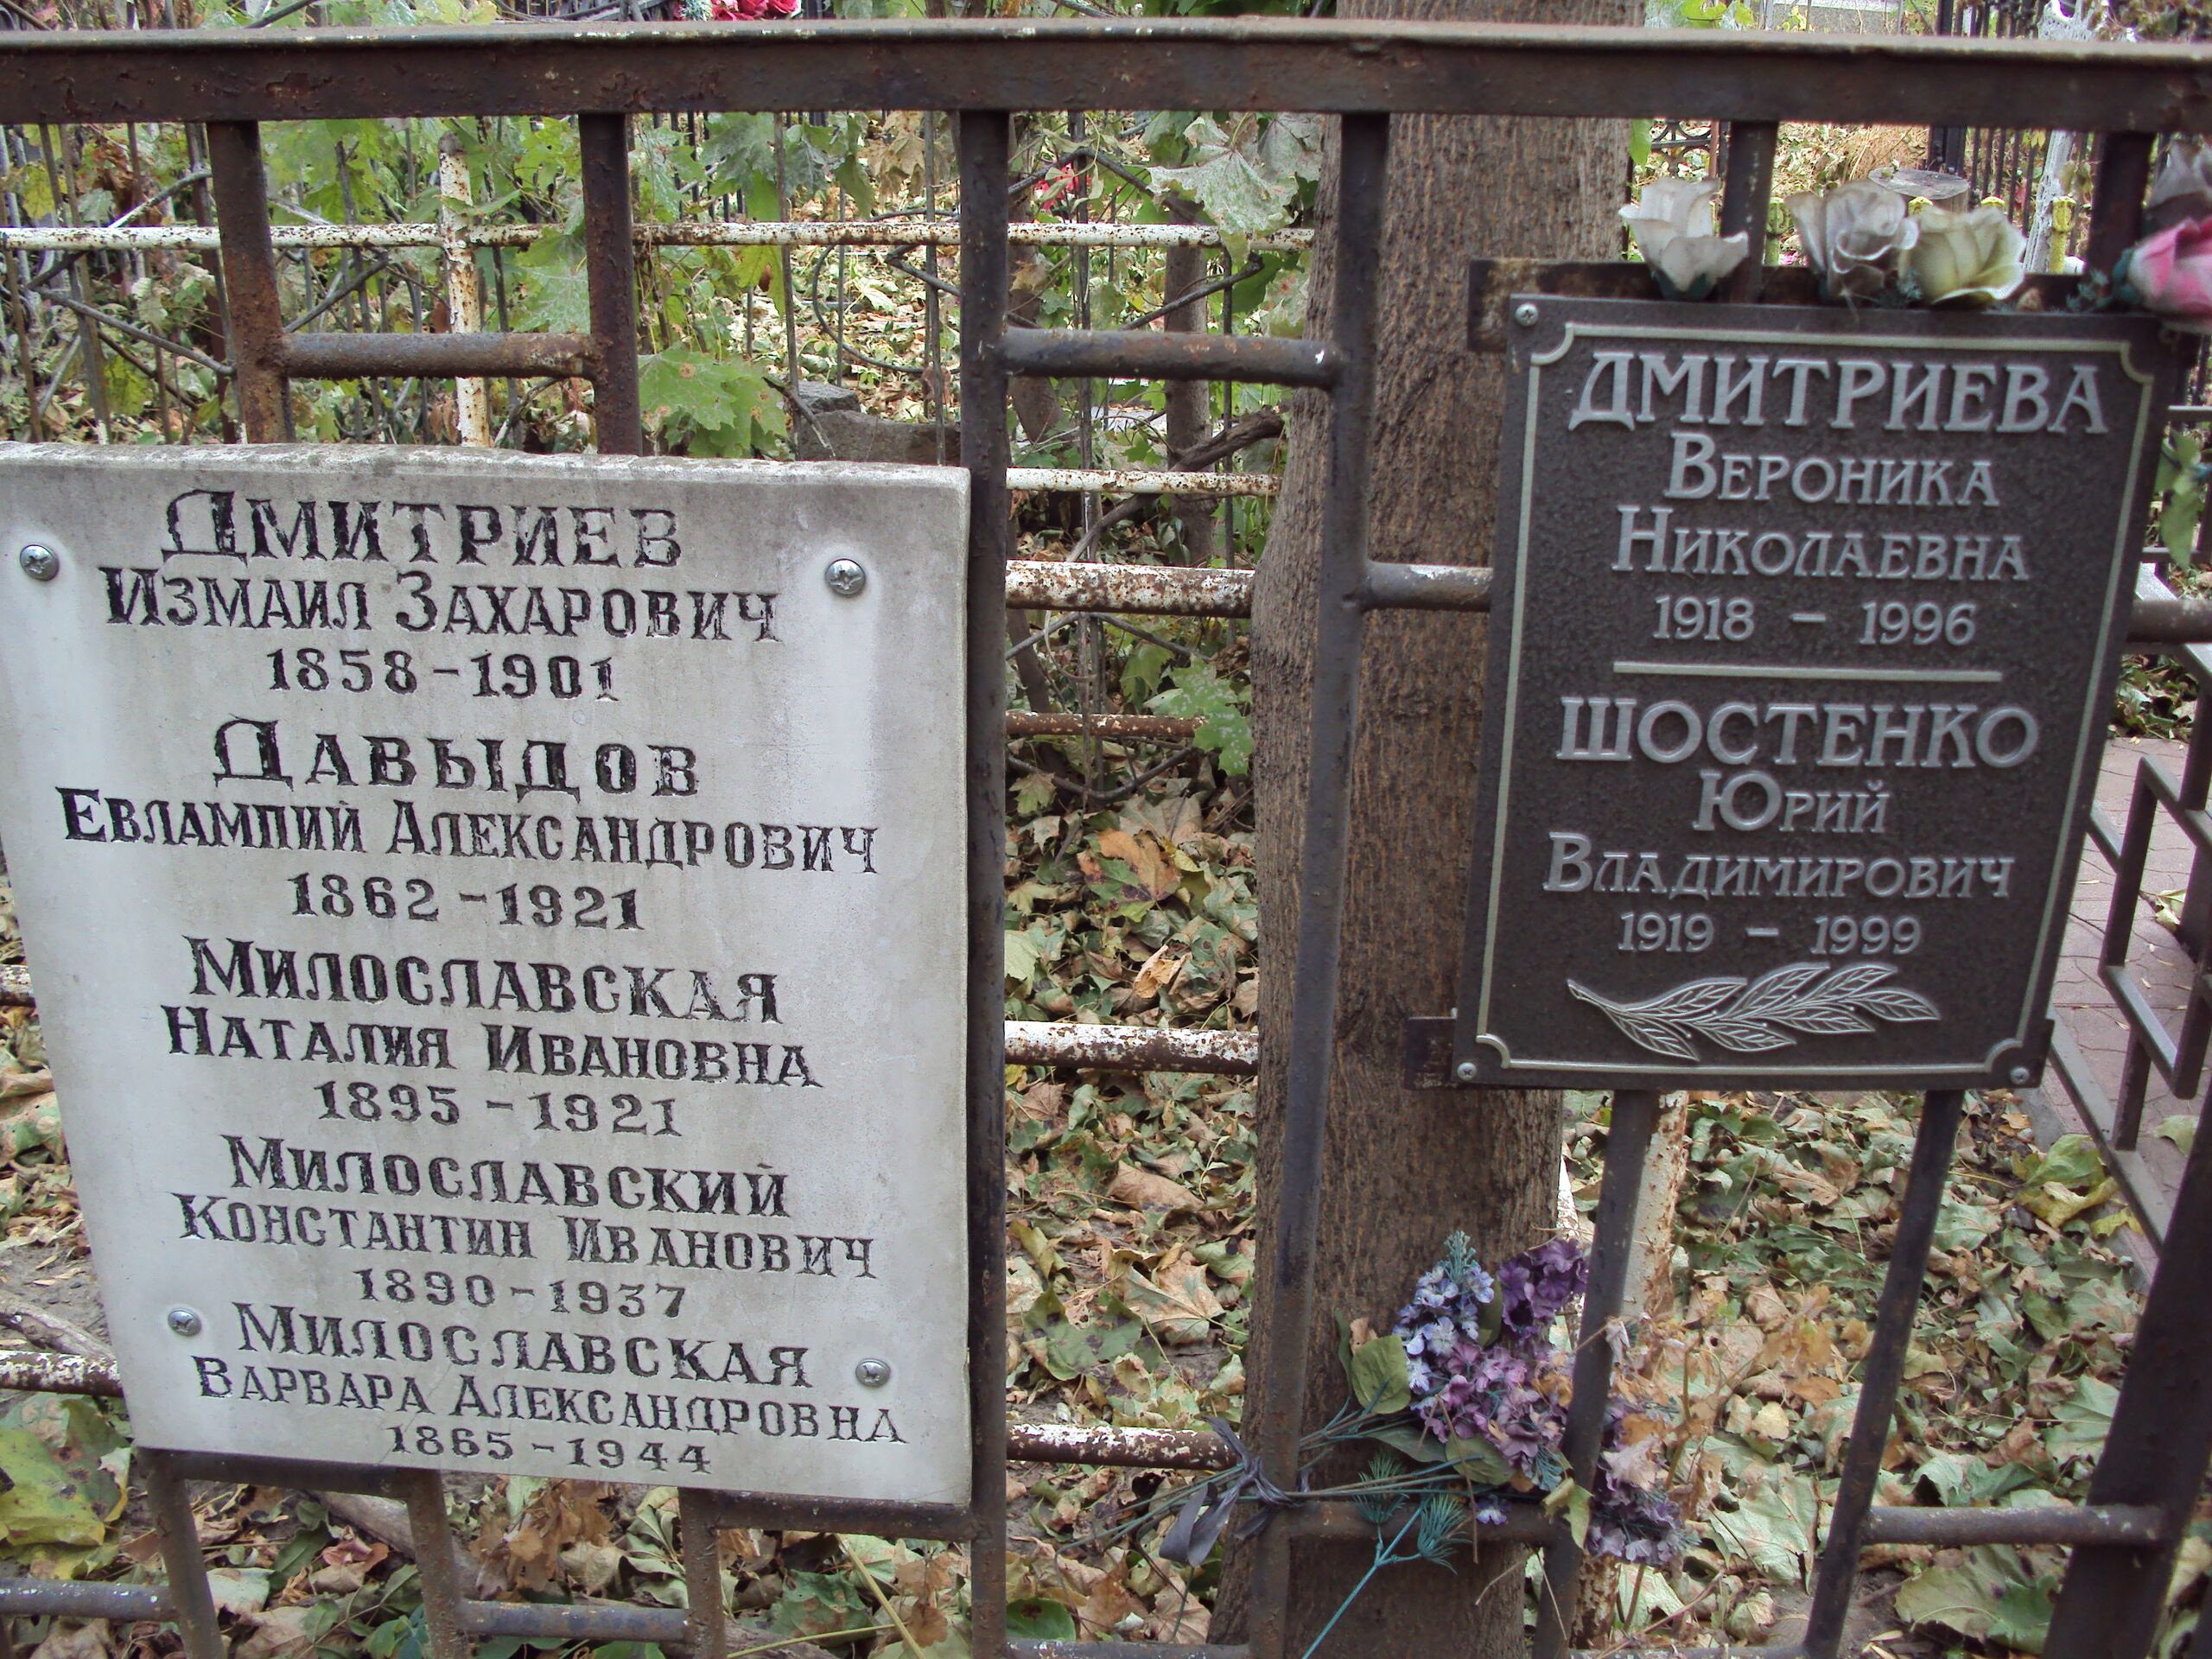 Дмитриев
Измаил Захарович
1858 - 1901
Давыдов
Евлампий Александрович
1862 - 1921
Милославская
Наталия Ивановна
1895 - 1921
Милославский
Константин Иванович
1890 - 1937
Милославская
Варвара Александровна
1865 - 1944
ДМИТРИЕВА
Вероника
Николаевна
1918 - 1996
ШОСТЕНКО
Юрий
Владимирович
1919 - 1999